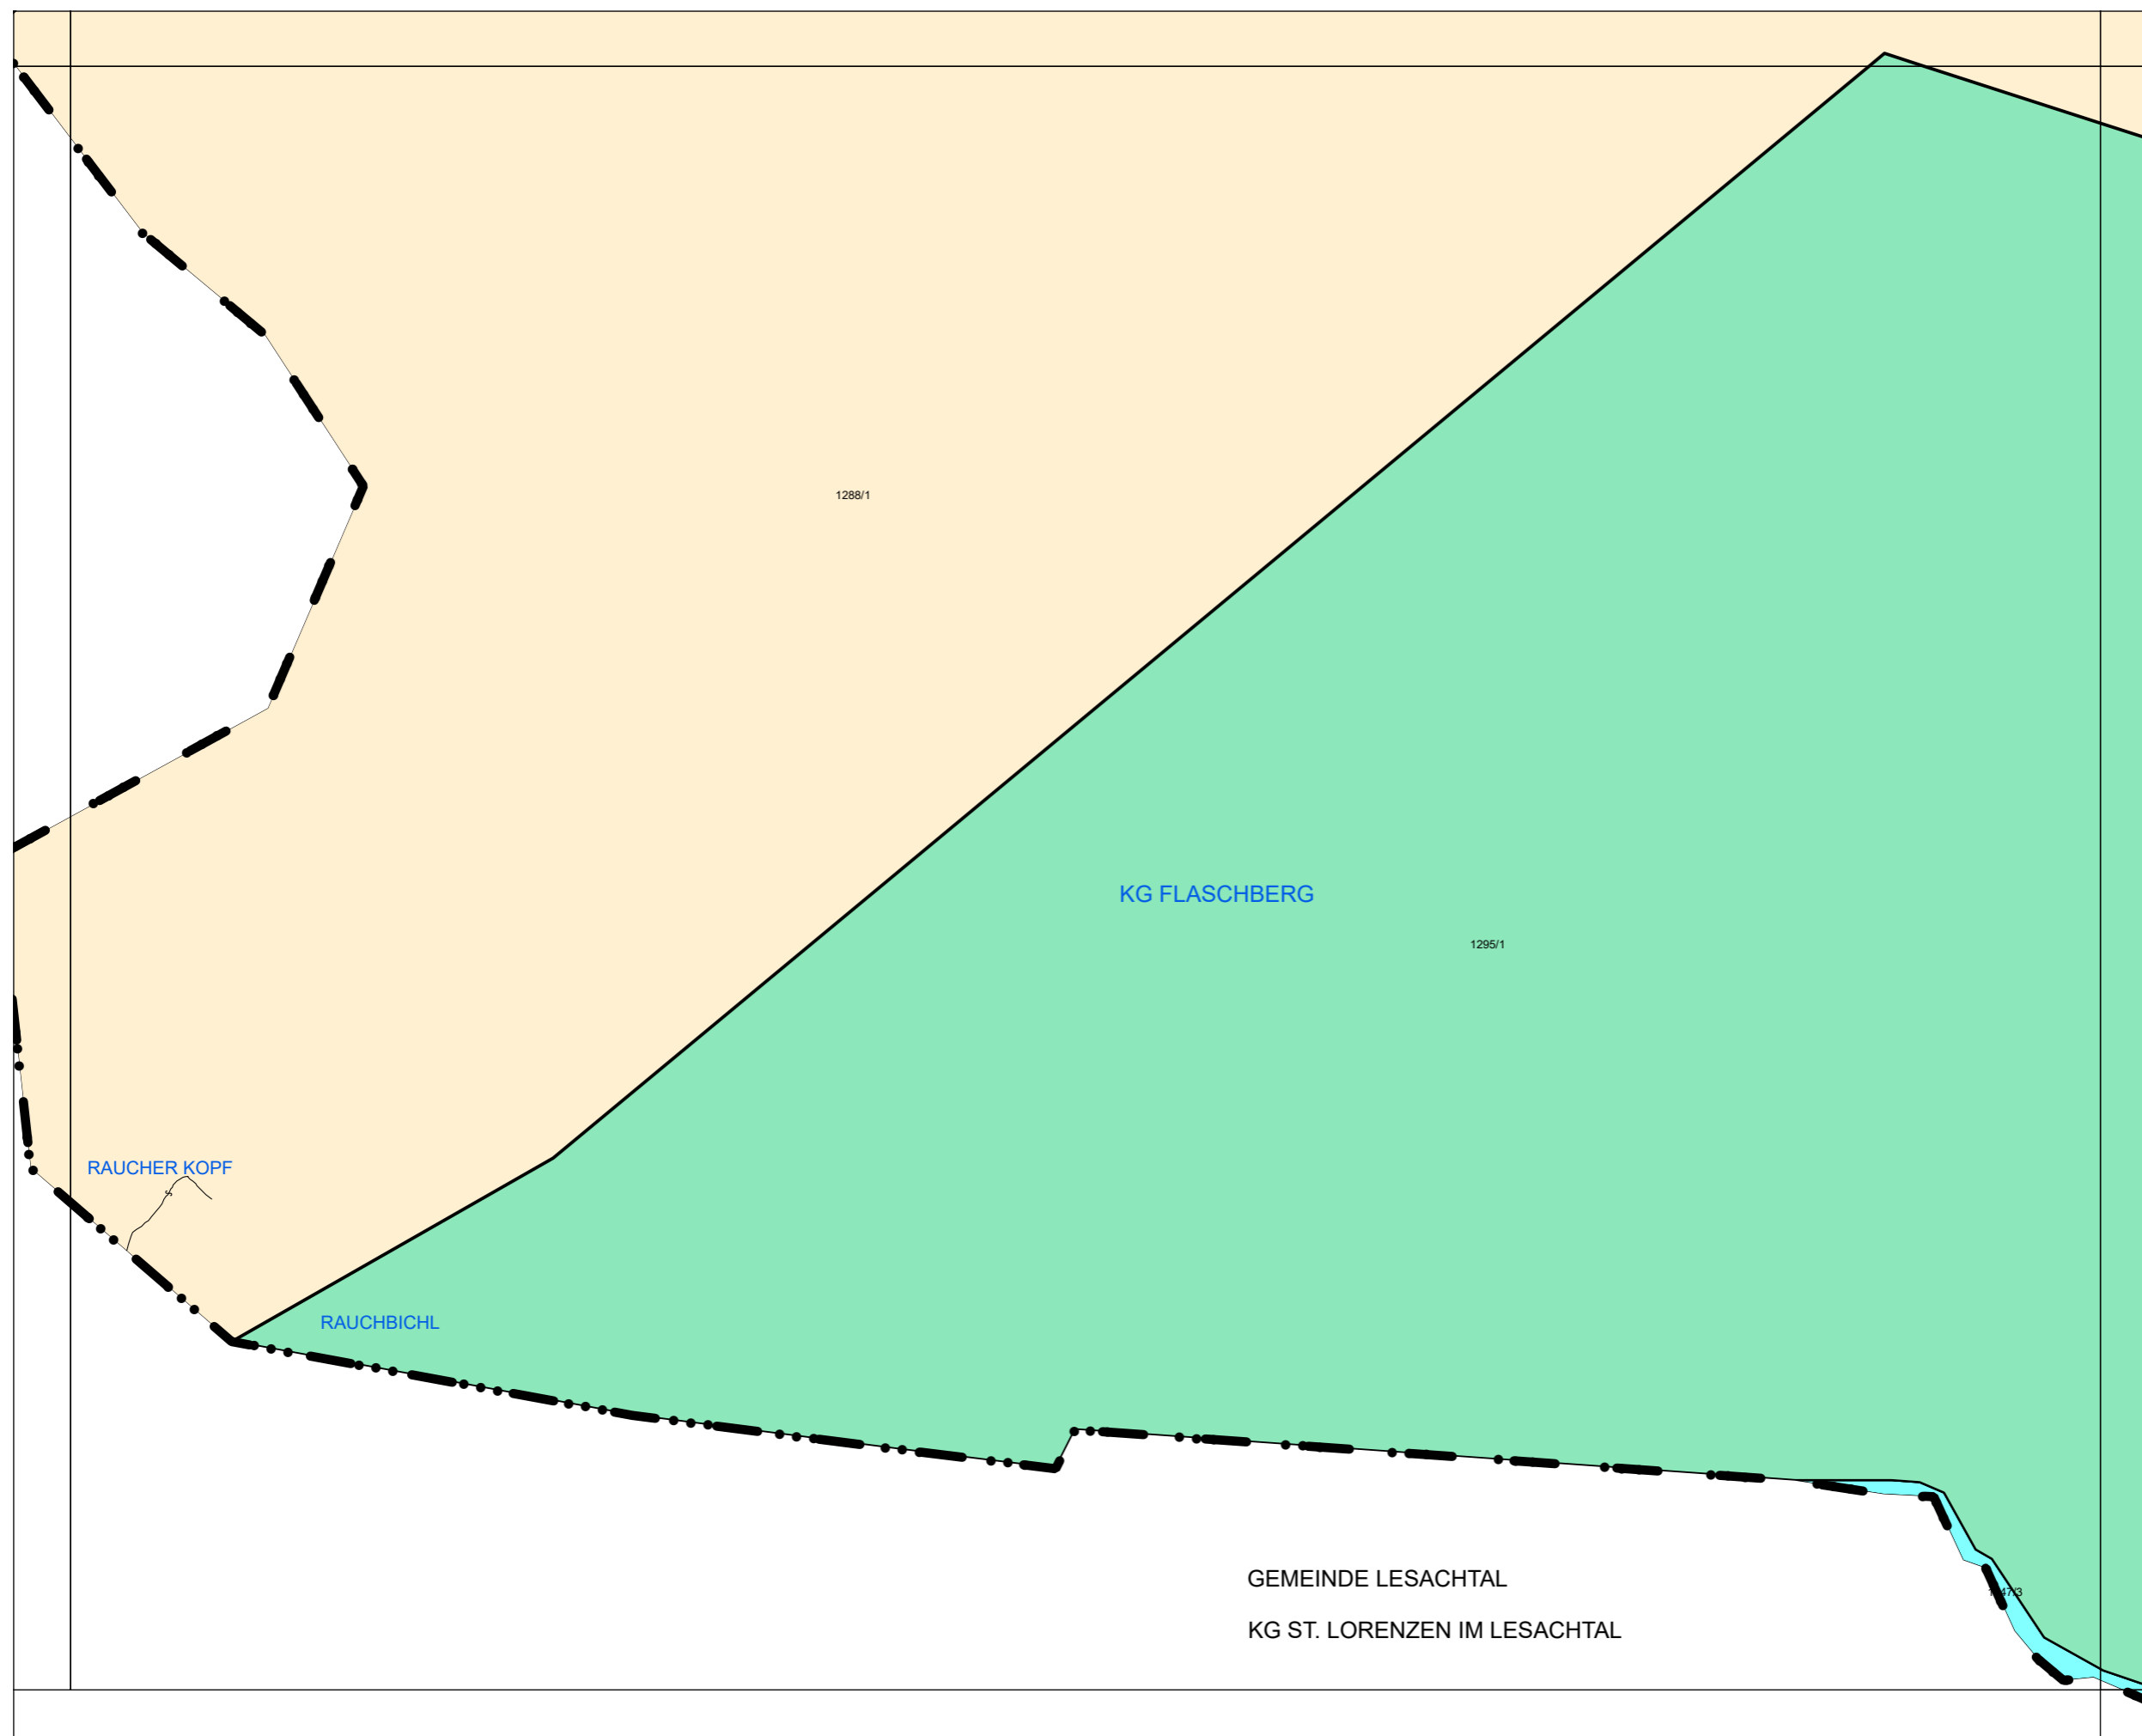 1288/1
KG FLASCHBERG
1295/1
RAUCHER KOPF
RAUCHBICHL
GEMEINDE LESACHTAL
KG ST. LORENZEN IM LESACHTAL